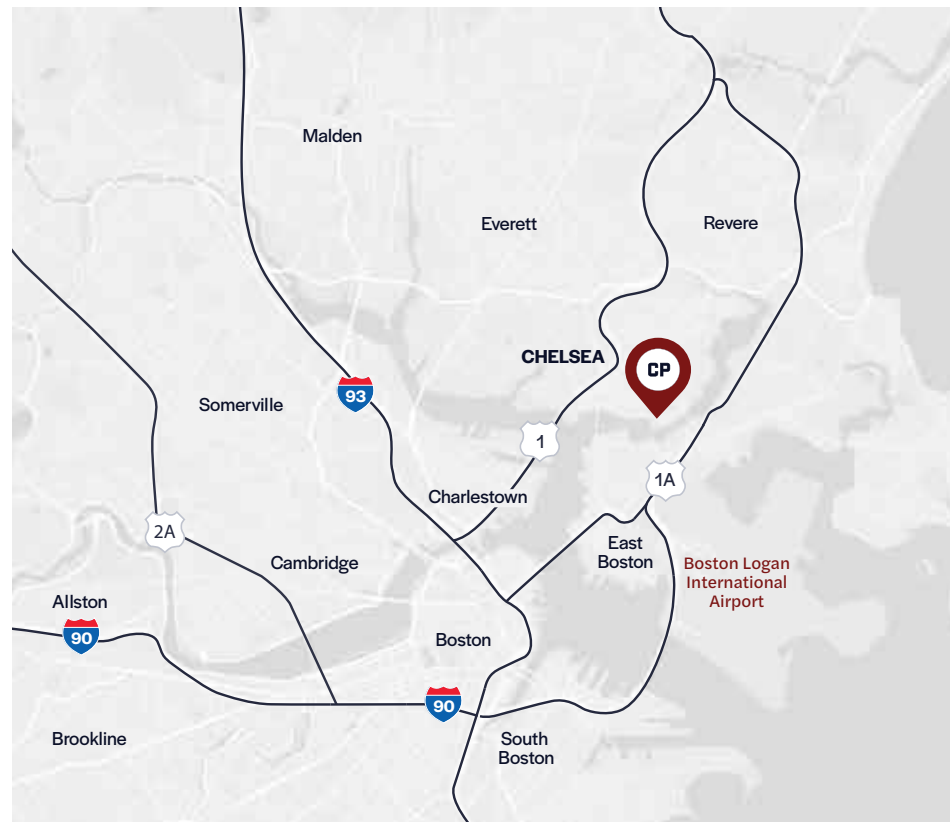 Malden
Everett
Revere
CHELSEA
CP
93
Somerville
1
1A
Charlestown
2A
Cambridge
East
Boston
Boston Logan
International
Airport
Allston
90
Boston
90
Brookline
South
Boston